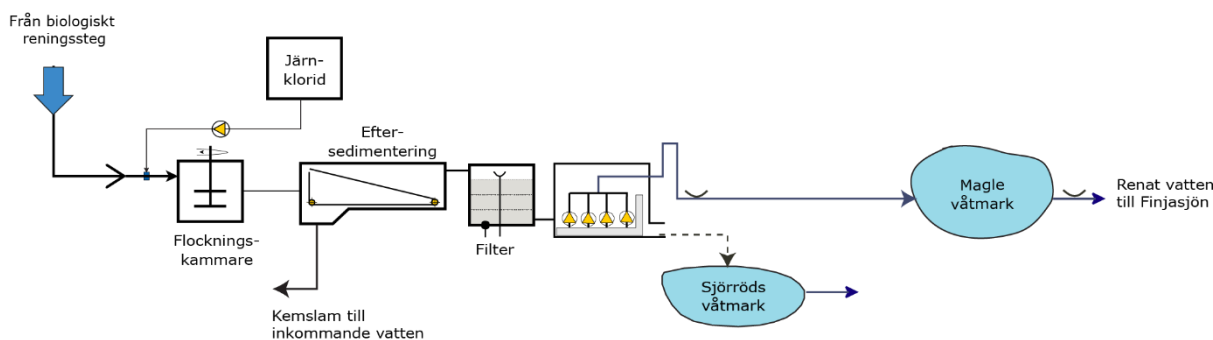 Från biologiskt
reningssteg
Järn-
klorid
Efter-
sedimentering
Flocknings-
kammare
Filter
Kemslam till
inkommande vatten
Magle
våtmark
Renat vatten
till Finjasjön
Sjörröds
våtmark